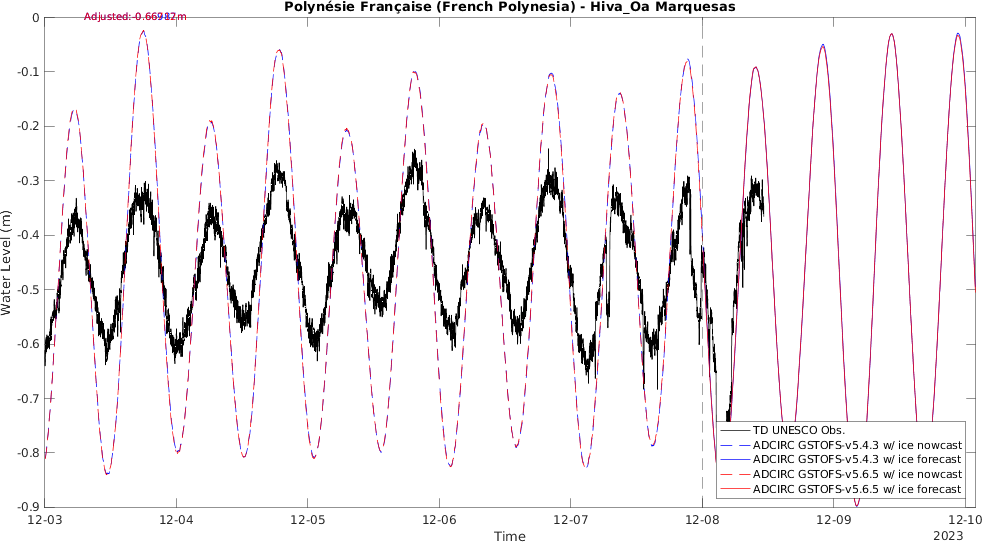 Polynésie Française (French Polynesia) - Hiva_Oa Marquesas
Water Level (m)
0
-0.1
-0.2
-0.3
-0.4
-0.5
-0.6
-0.7
-0.8
-0.9
TD UNESCO Obs.
ADCIRC GSTOFS-v5.4.3 w/ ice nowcast
ADCIRC GSTOFS-v5.4.3 w/ ice forecast
ADCIRC GSTOFS-v5.6.5 w/ ice nowcast
ADCIRC GSTOFS-v5.6.5 w/ ice forecast
12-03 12-04 12-05 12-06 12-07 12-08 12-09 12-10
Time
2023
Adjusted: